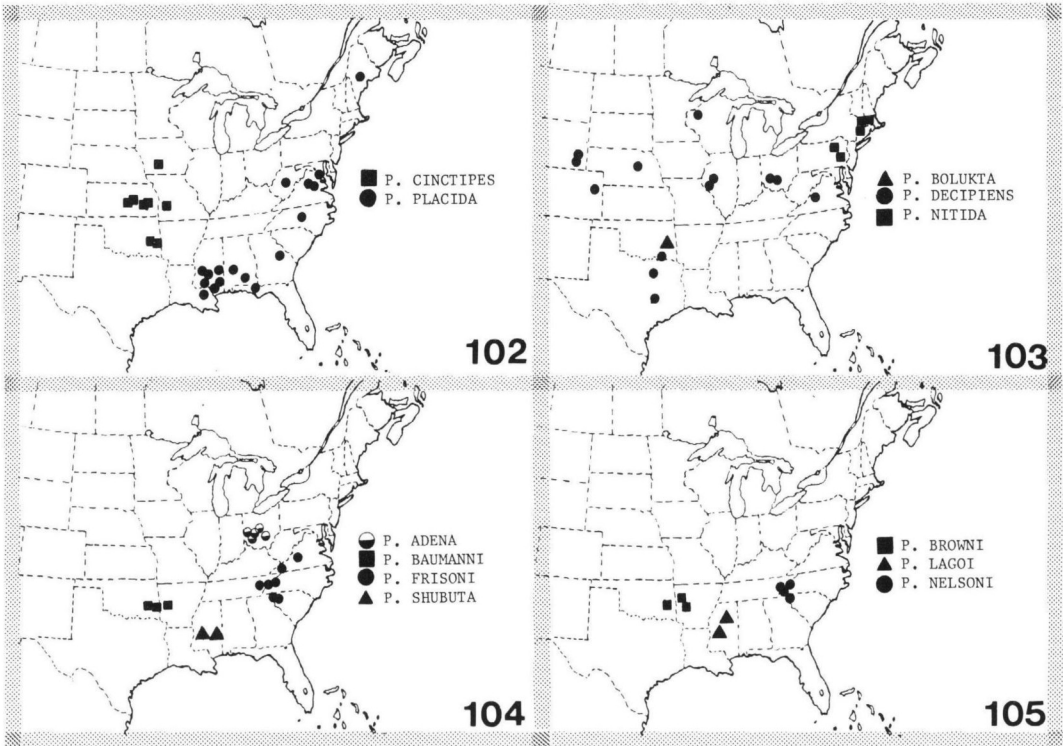 P. CINCTIPES
P. PLACIDA
102
P. BOLUKTA
P. DECIPIENS
P. NITIDA
103
P. ADENA
P. BAUMANNI
P. FRISONI
P. SHUBUTA
104
P. BROWNI
P. LAGOI
P. NELSONI
105